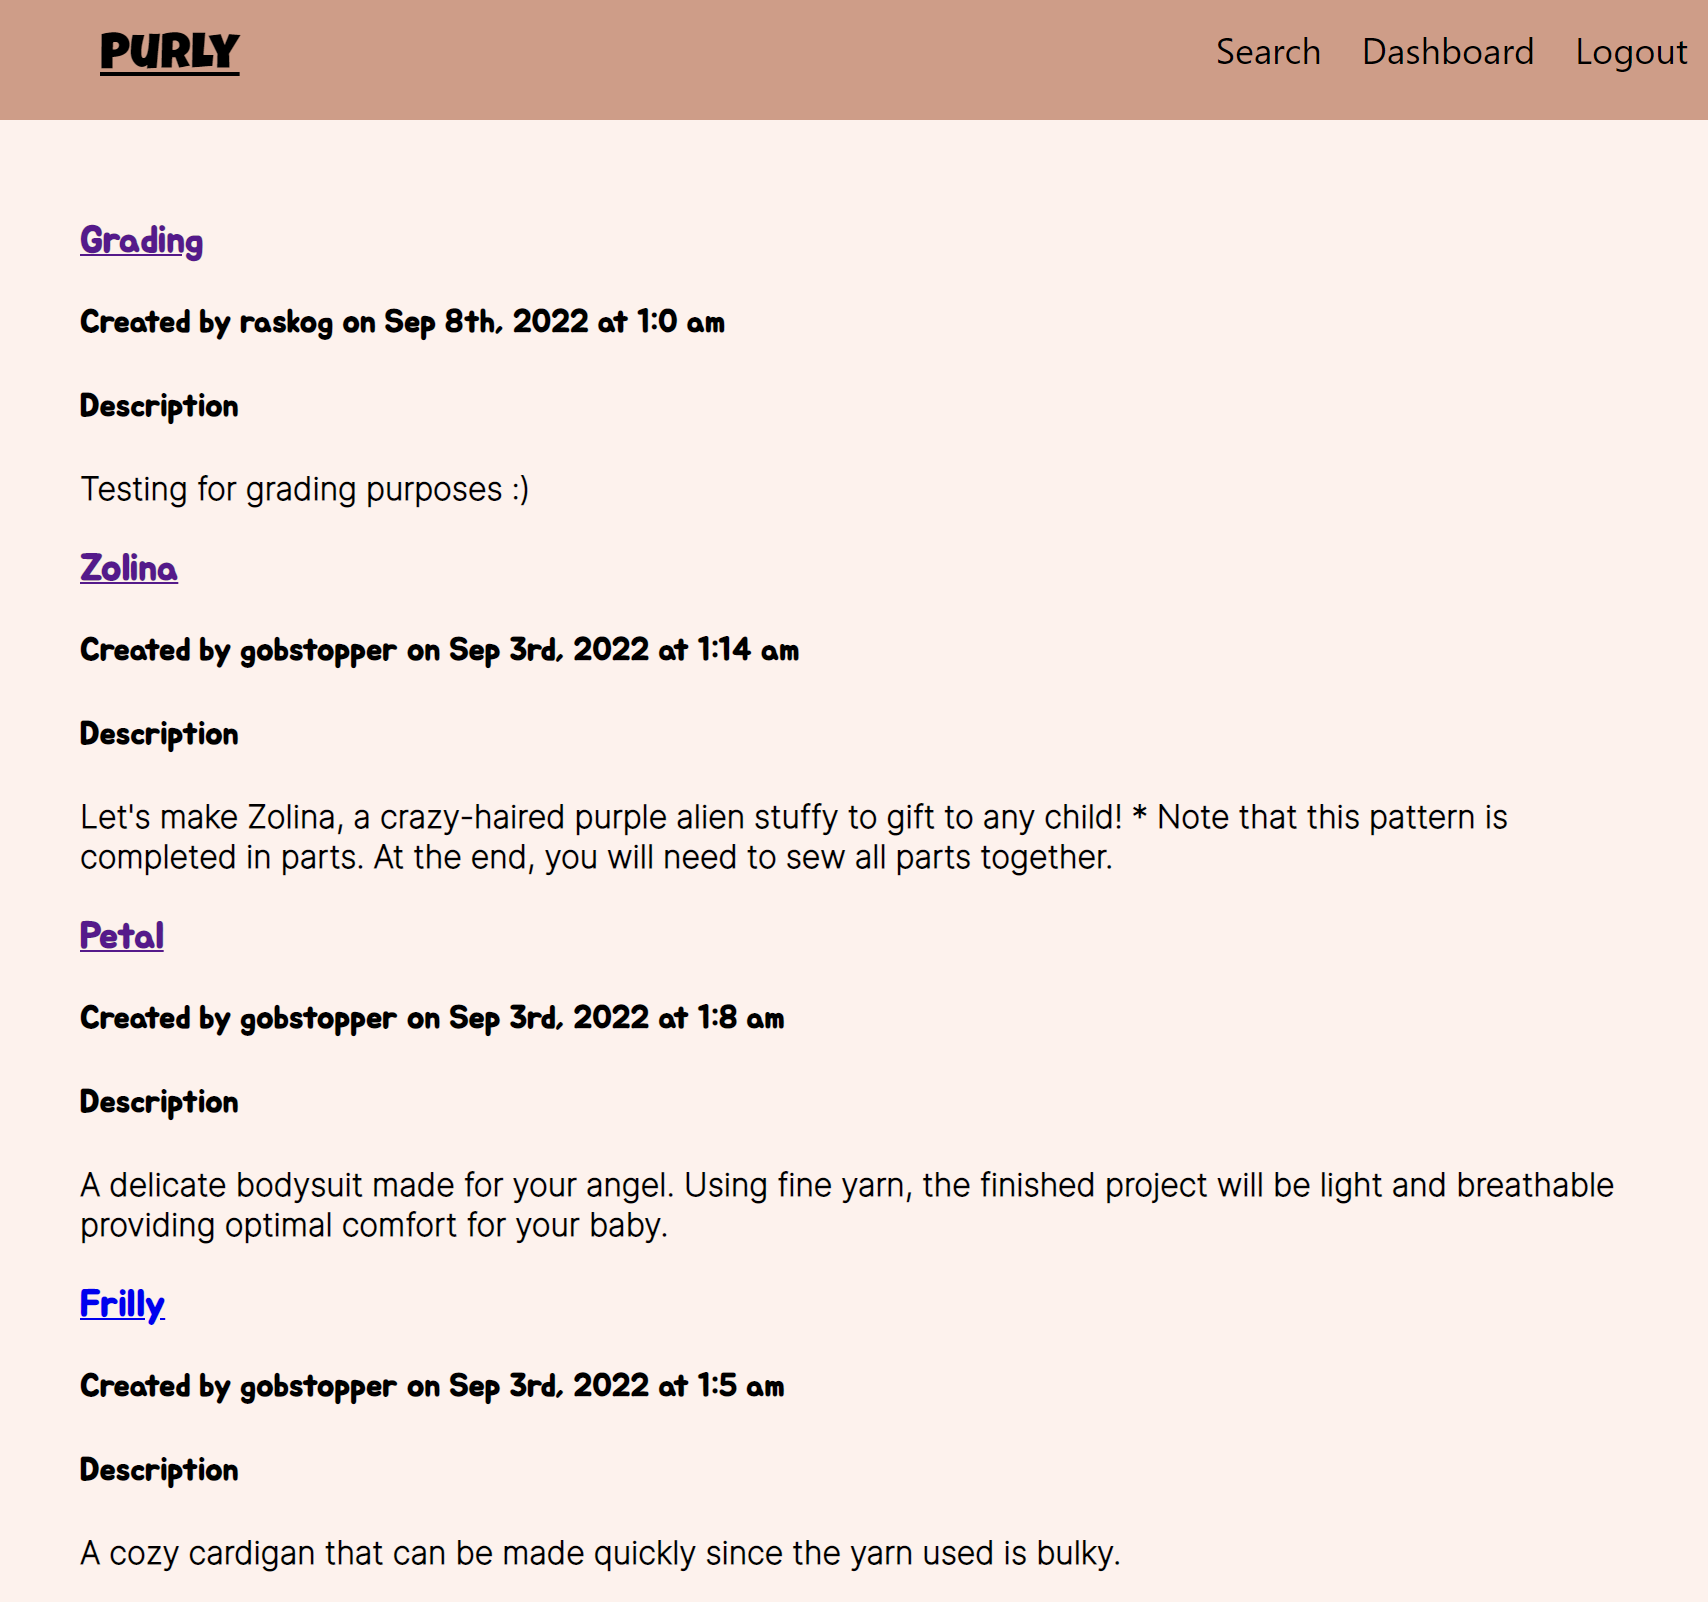 PURLY
Search Dashboard Logout
Grading
Created by raskog on Sep 8th, 2022 at 1:0 am
Description
Testing for grading purposes :)
Zolina
Created by gobstopper on Sep 3rd, 2022 at 1:14 am
Description
Let's make Zolina, a crazy-haired purple alien stuffy to gift to any child! * Note that this pattern is
completed in parts. At the end, you will need to sew all parts together.
Petal
Created by gobstopper on Sep 3rd, 2022 at 1:8 am
Description
A delicate bodysuit made for your angel. Using fine yarn, the finished project will be light and breathable
providing optimal comfort for your baby.
Frilly
Created by gobstopper on Sep 3rd, 2022 at 1:5 am
Description
A cozy cardigan that can be made quickly since the yarn used is bulky.